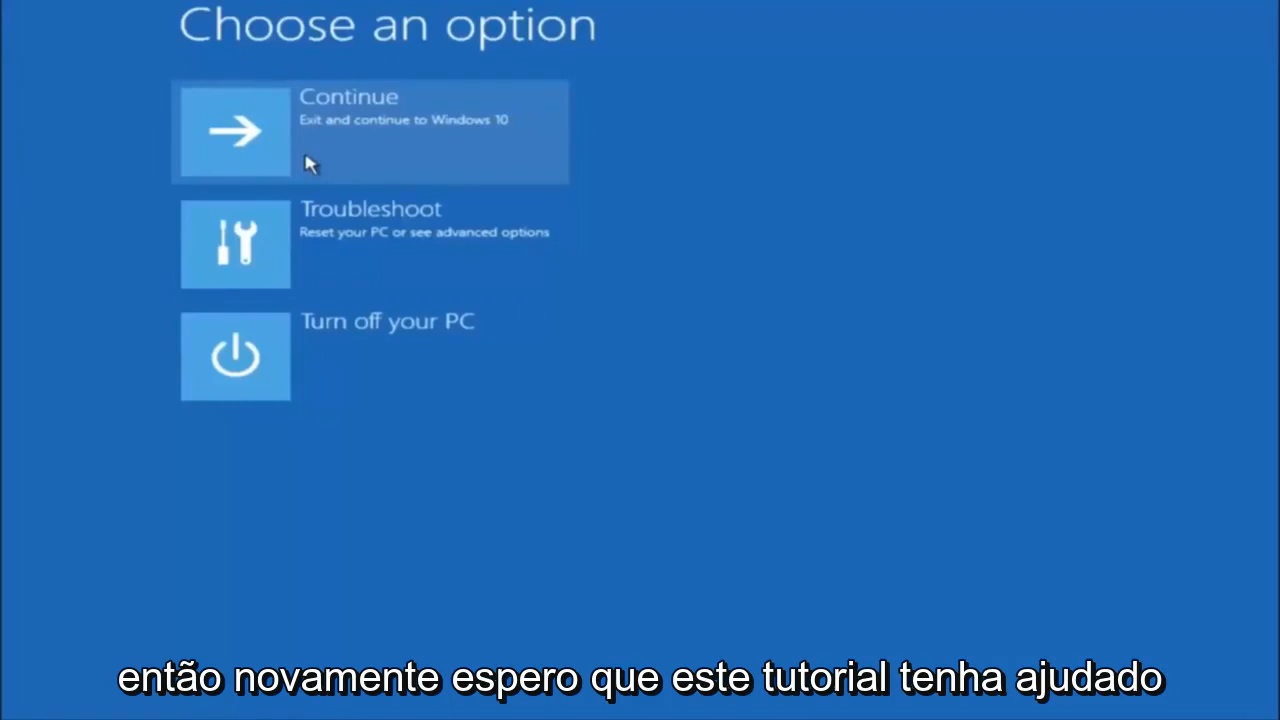 Choose an option
Continue
Exit and continue to Windows 10
Troubleshoot
Reset your PC or see advanced options
Turn off your PC
então novamente espero que este tutorial tenha ajudado